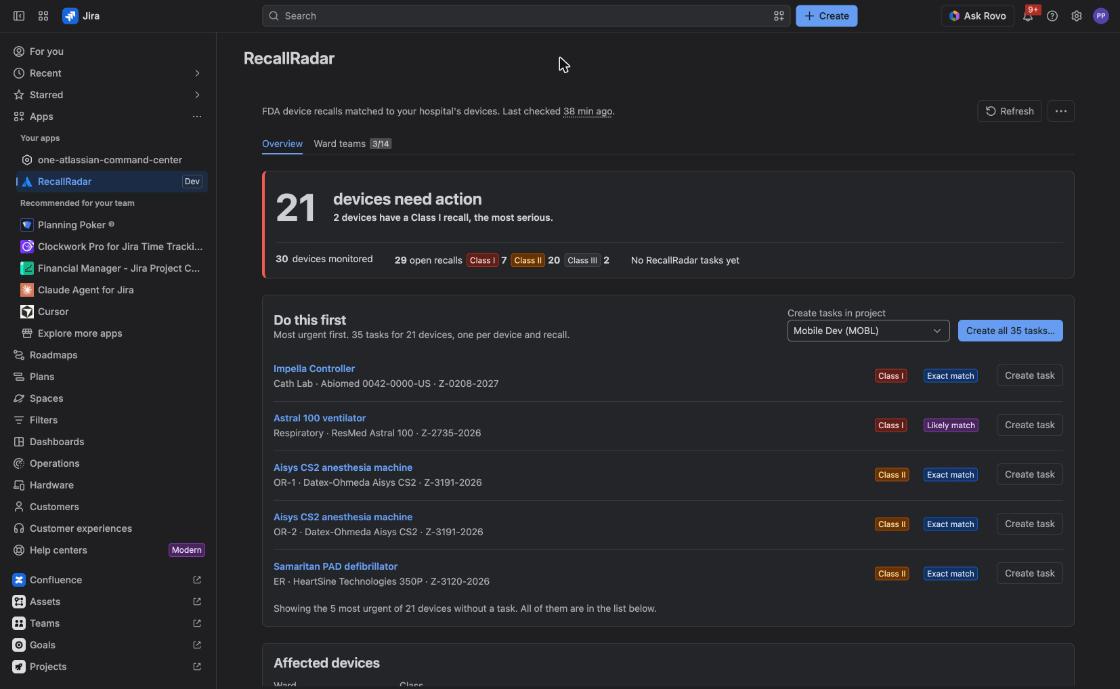 Jira
Search
Create
Ask Rovo
9+
PP
For you
Recent
Starred
Apps
Your apps
one-atlassian-command-center
RecallRadar
Dev
Recommended for your team
Planning Poker ®
Clockwork Pro for Jira Time Tracki...
Financial Manager - Jira Project C...
Claude Agent for Jira
Cursor
Explore more apps
Roadmaps
Plans
Spaces
Filters
Dashboards
Operations
Hardware
Customers
Customer experiences
Help centers
Modern
Confluence
Assets
Teams
Goals
Projects
RecallRadar
FDA device recalls matched to your hospital's devices. Last checked 38 min ago.
Refresh
Overview
Ward teams 3/14
21 devices need action
2 devices have a Class I recall, the most serious.
30 devices monitored
29 open recalls Class I 7 Class II 20 Class III 2
No RecallRadar tasks yet
Do this first
Most urgent first. 35 tasks for 21 devices, one per device and recall.
Create tasks in project
Mobile Dev (MOBL)
Create all 35 tasks...
Impella Controller
Cath Lab · Abiomed 0042-0000-US · Z-0208-2027
Class I Exact match Create task
Astral 100 ventilator
Respiratory · ResMed Astral 100 · Z-2735-2026
Class I Likely match Create task
Aisys CS2 anesthesia machine
OR-1 · Datex-Ohmeda Aisys CS2 · Z-3191-2026
Class II Exact match Create task
Aisys CS2 anesthesia machine
OR-2 · Datex-Ohmeda Aisys CS2 · Z-3191-2026
Class II Exact match Create task
Samaritan PAD defibrillator
ER · HeartSine Technologies 350P · Z-3120-2026
Class II Exact match Create task
Showing the 5 most urgent of 21 devices without a task. All of them are in the list below.
Affected devices
Ward
Class